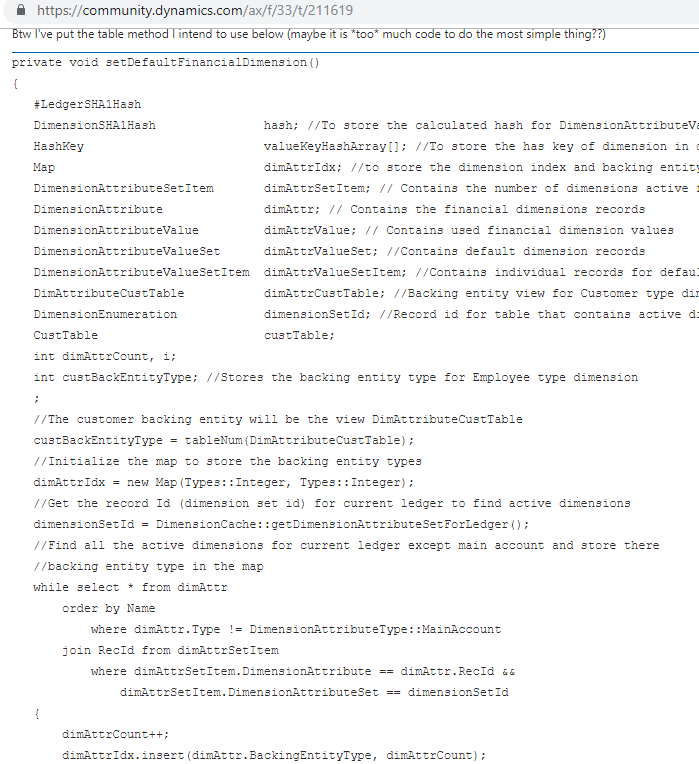 https://community.dynamics.com/ax/f/33/t/211619
Btw I've put the table method I intend to use below (maybe it is *too* much code to do the most simple thing??)
private void setDefaultFinancialDimension()
{
#LedgerSHA1Hash
DimensionSHA1Hash hash; //To store the calculated hash for DimensionAttributeVa
HashKey valueKeyHashArray[]; //To store the has key of dimension in
Map dimAttrIdx; //to store the dimension index and backing entity
DimensionAttributeSetItem dimAttrSetItem; // Contains the number of dimensions active
DimensionAttribute dimAttr; // Contains the financial dimensions records
DimensionAttributeValue dimAttrValue; // Contains used financial dimension values
DimensionAttributeValueSet dimAttrValueSet; //Contains default dimension records
DimensionAttributeValueSetItem dimAttrValueSetItem; //Contains individual records for defaul
DimAttributeCustTable dimAttrCustTable; //Backing entity view for Customer type dim
DimensionEnumeration dimensionSetId; //Record id for table that contains active d
CustTable custTable;
int dimAttrCount, i;
int custBackEntityType; //Stores the backing entity type for Employee type dimension
;
//The customer backing entity will be the view DimAttributeCustTable
custBackEntityType = tableNum(DimAttributeCustTable);
//Initialize the map to store the backing entity types
dimAttrIdx = new Map(Types::Integer, Types::Integer);
//Get the record Id (dimension set id) for current ledger to find active dimensions
dimensionSetId = DimensionCache::getDimensionAttributeSetForLedger();
//Find all the active dimensions for current ledger except main account and store there
//backing entity type in the map
while select * from dimAttr
order by Name
where dimAttr.Type != DimensionAttributeType::MainAccount
join RecId from dimAttrSetItem
where dimAttrSetItem.DimensionAttribute == dimAttr.RecId &&
dimAttrSetItem.DimensionAttributeSet == dimensionSetId
{
dimAttrCount++;
dimAttrIdx.insert(dimAttr.BackingEntityType, dimAttrCount);